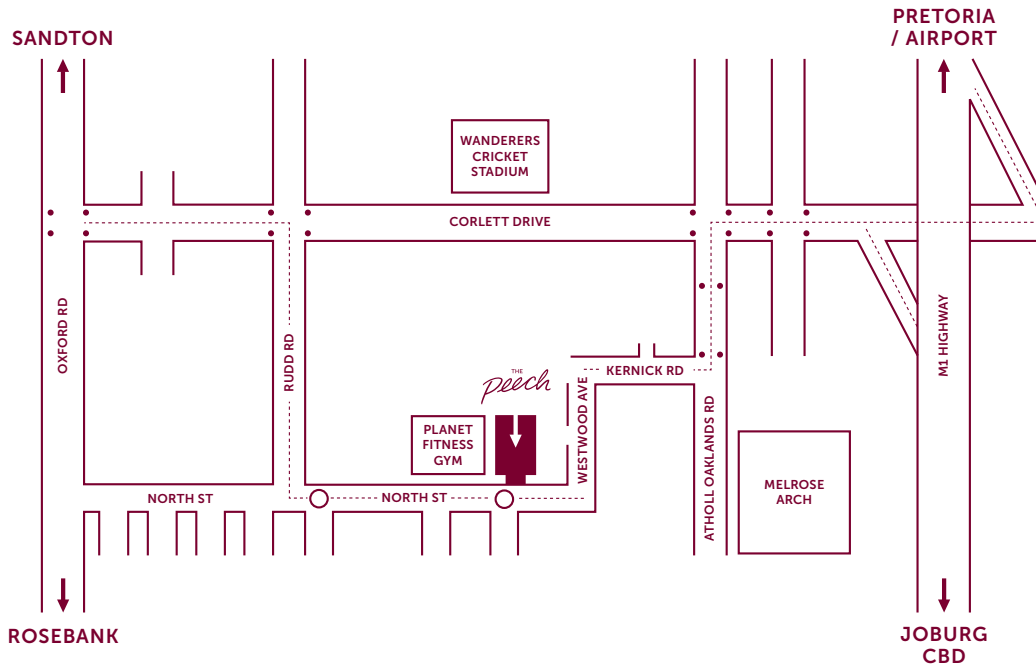 SANDTON
PRETORIA
/ AIRPORT
WANDERERS
CRICKET
STADIUM
CORLETT DRIVE
OXFORD RD
RUDD RD
M1 HIGHWAY
THE
Peech
KERNICK RD
WESTWOOD AVE
ATHOLL OAKLANDS RD
PLANET
FITNESS
GYM
MELROSE
ARCH
NORTH ST
NORTH ST
ROSEBANK
JOBURG
CBD